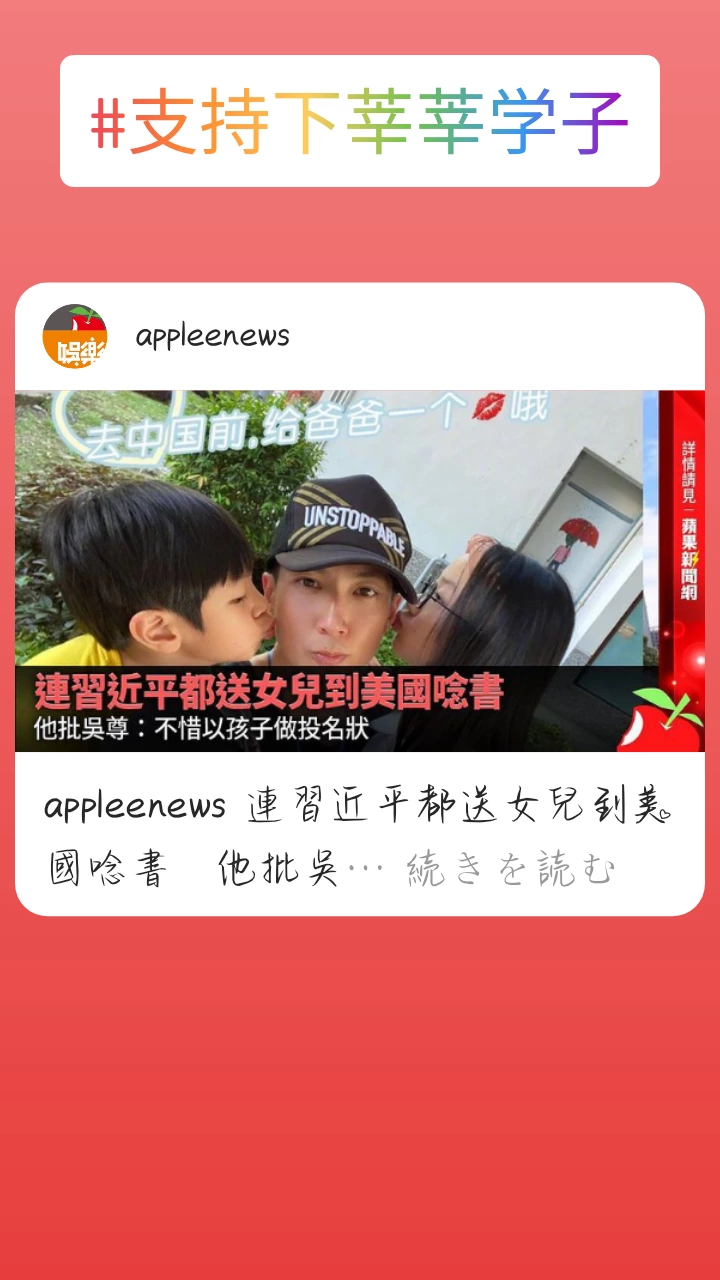 #支持下莘莘学子
娛樂
appleenews
去中国前,给爸爸一个💋哦
UNSTOPPABLE
詳情請見｜蘋果新聞網
連習近平都送女兒到美國唸書
他批吳尊：不惜以孩子做投名狀
appleenews 連習近平都送女兒到美
國唸書 他批吳… 続きを読む